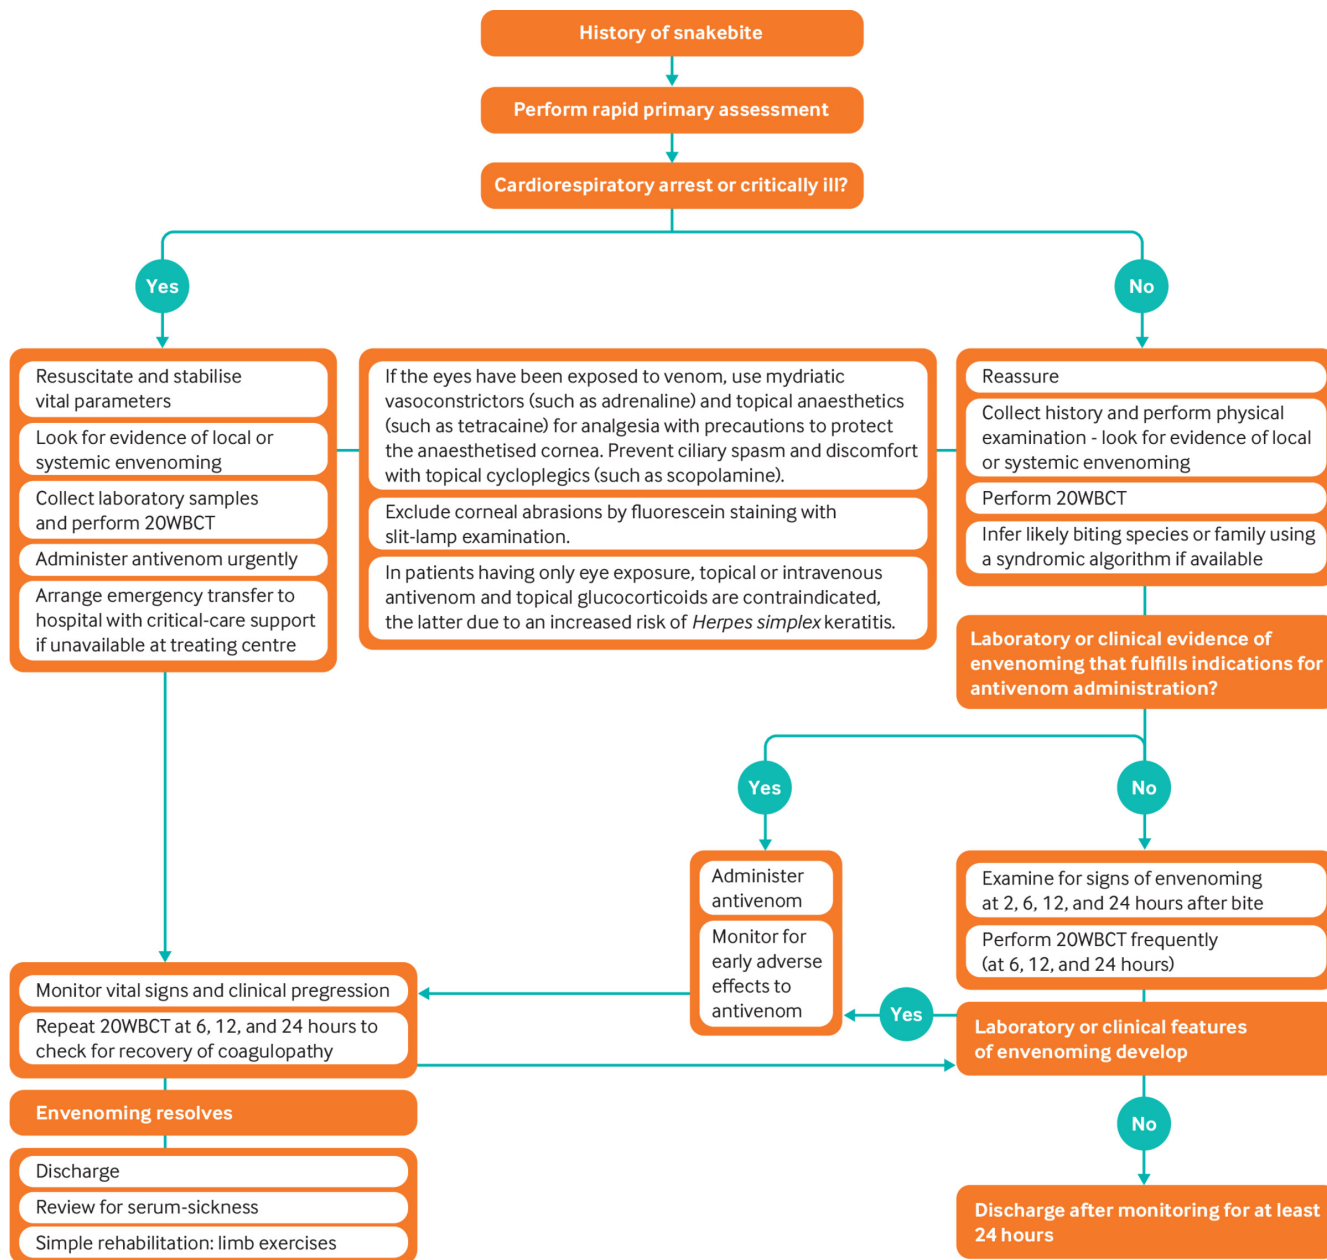 History of snakebite
Perform rapid primary assessment
Cardiorespiratory arrest or critically ill?
Yes
No
Resuscitate and stabilise
vital parameters
Look for evidence of local or
systemic envenoming
Collect laboratory samples
and perform 20WBCT
Administer antivenom urgently
Arrange emergency transfer to
hospital with critical-care support
if unavailable at treating centre
If the eyes have been exposed to venom, use mydriatic
vasoconstrictors (such as adrenaline) and topical anaesthetics
(such as tetracaine) for analgesia with precautions to protect
the anaesthetised cornea. Prevent ciliary spasm and discomfort
with topical cycloplegics (such as scopolamine).
Exclude corneal abrasions by fluorescein staining with
slit-lamp examination.
In patients having only eye exposure, topical or intravenous
antivenom and topical glucocorticoids are contraindicated,
the latter due to an increased risk of Herpes simplex keratitis.
Reassure
Collect history and perform physical
examination - look for evidence of local
or systemic envenoming
Perform 20WBCT
Infer likely biting species or family using
a syndromic algorithm if available
Laboratory or clinical evidence of
envenoming that fulfills indications for
antivenom administration?
Yes
No
Administer
antivenom
Monitor for
early adverse
effects to
antivenom
Examine for signs of envenoming
at 2, 6, 12, and 24 hours after bite
Perform 20WBCT frequently
(at 6, 12, and 24 hours)
Monitor vital signs and clinical pregression
Repeat 20WBCT at 6, 12, and 24 hours to
check for recovery of coagulopathy
Yes
Laboratory or clinical features
of envenoming develop
Envenoming resolves
No
Discharge
Review for serum-sickness
Simple rehabilitation: limb exercises
Discharge after monitoring for at least
24 hours